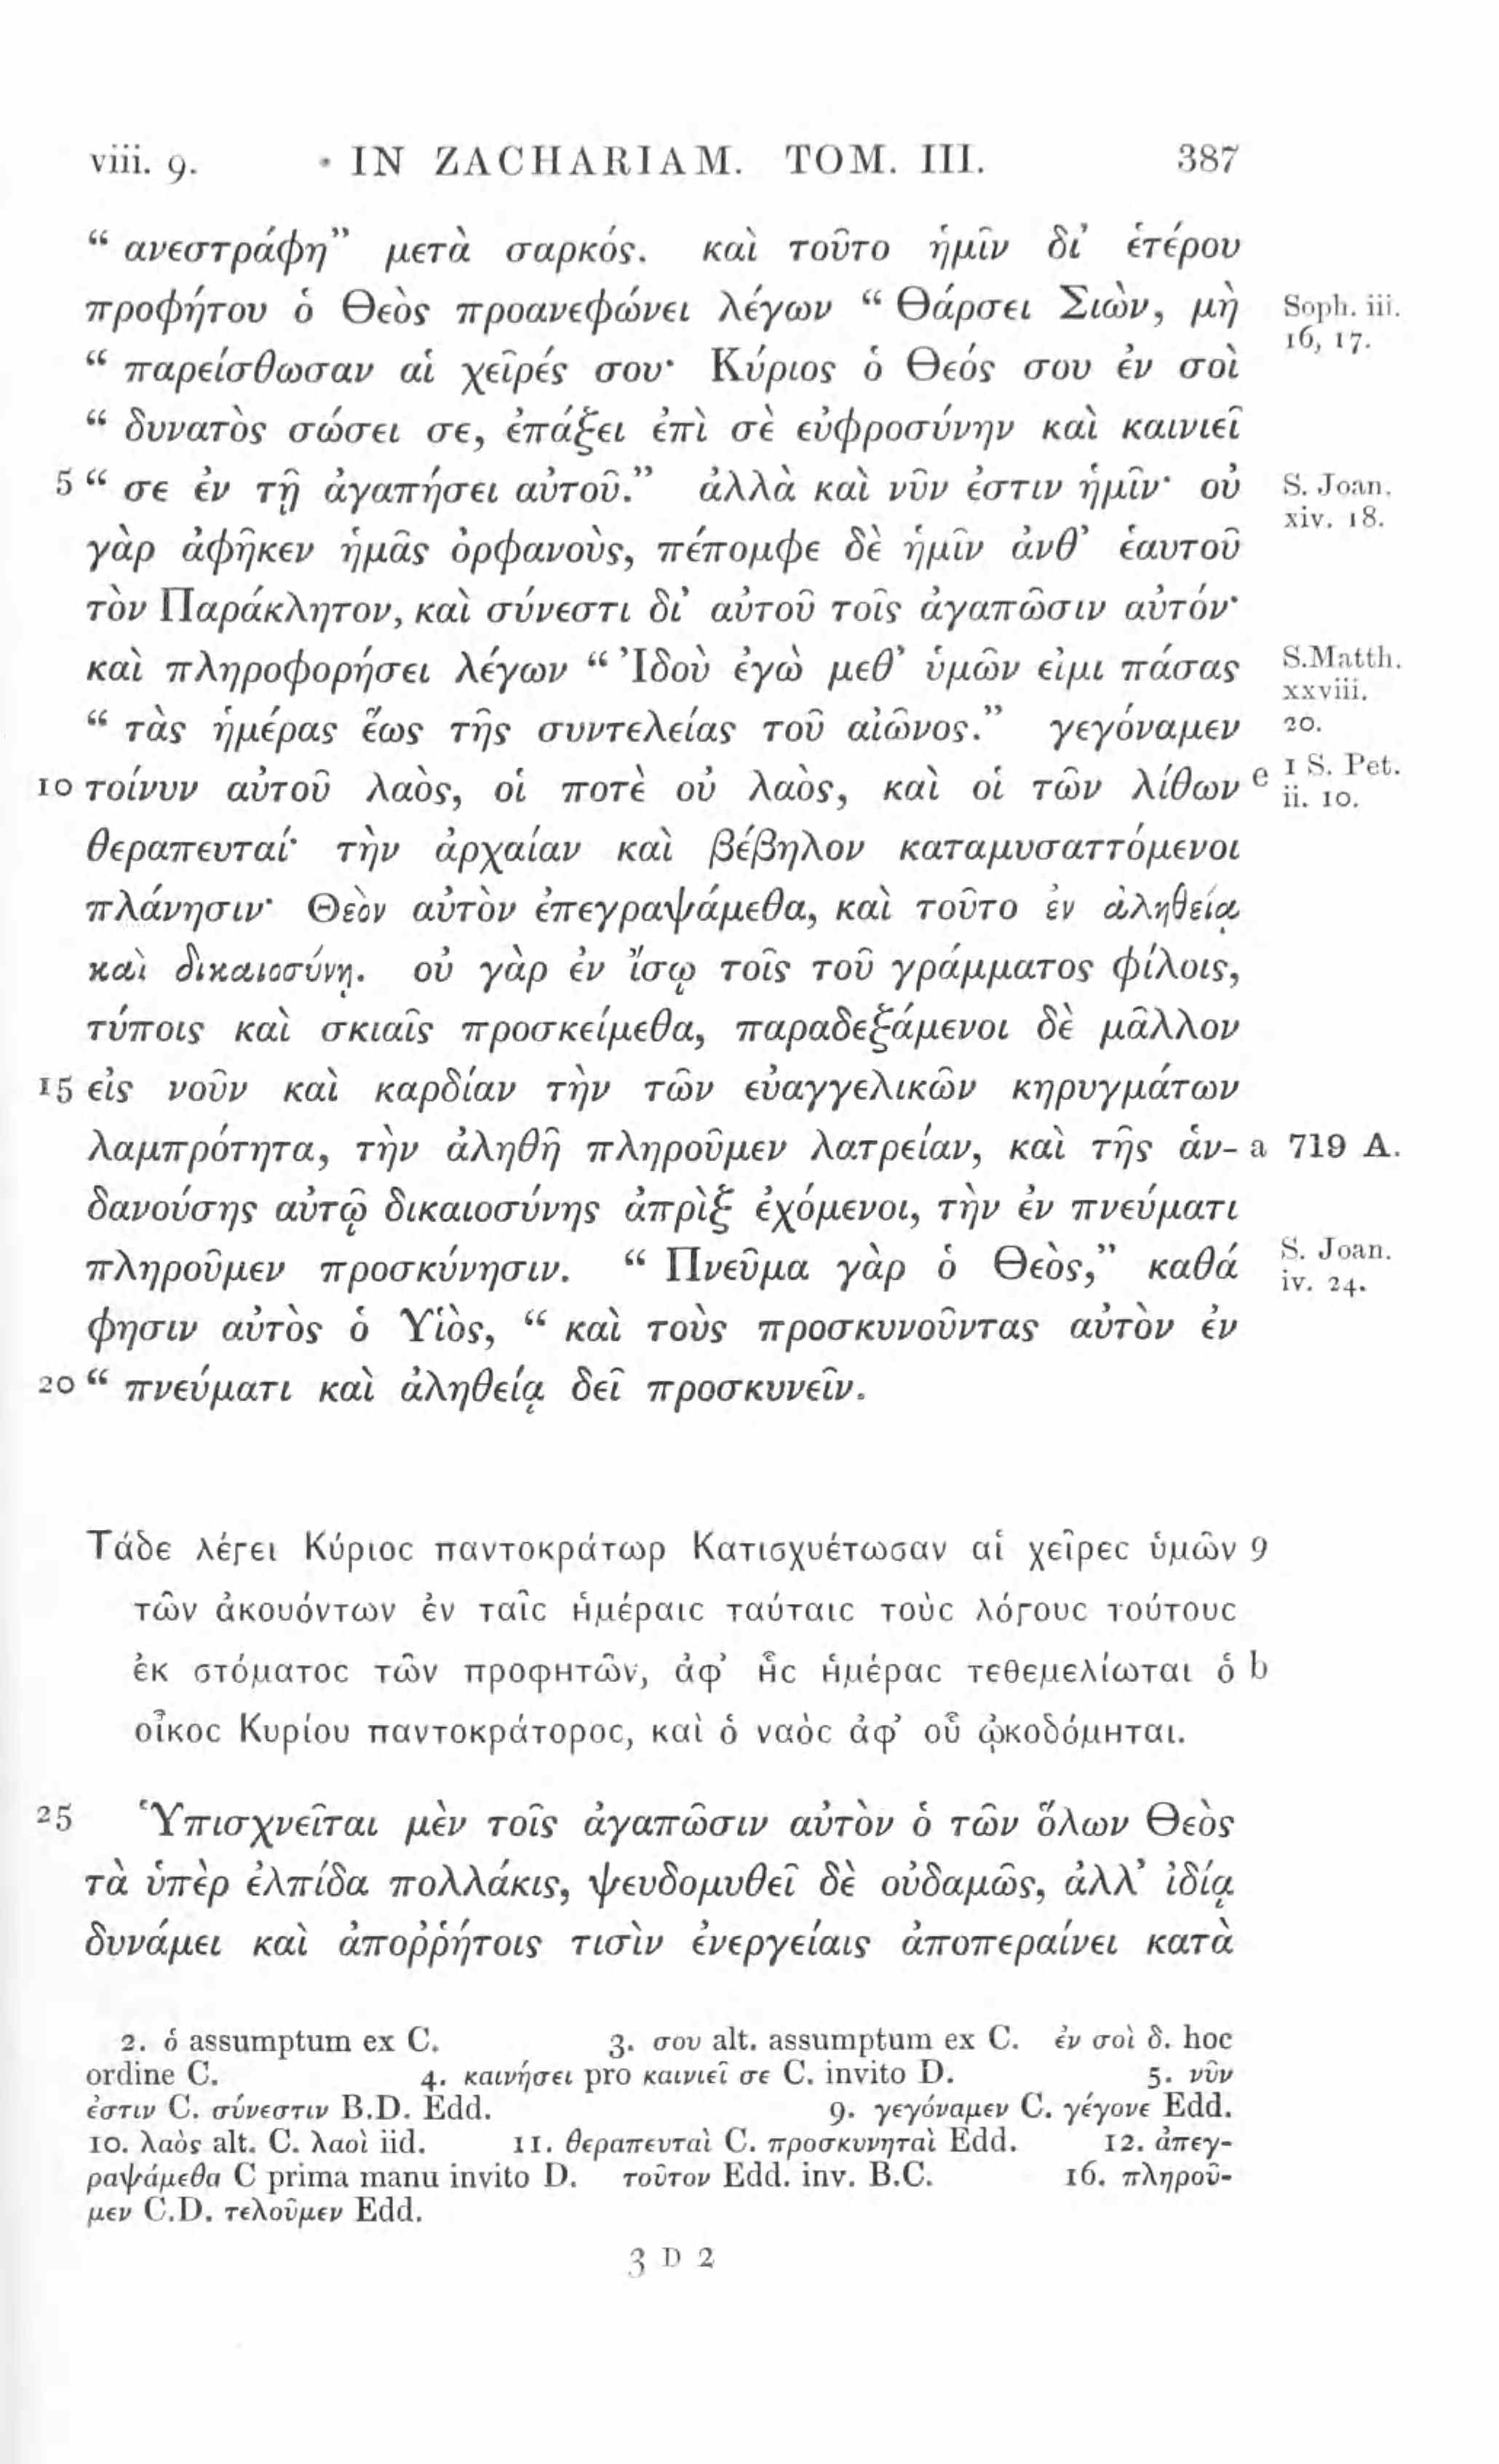 viii. 9. IN ZACHARIAM. TOM. III. 387
“ ανεστράφη” μετὰ σαρκός. καὶ τοῦτο ἡμῖν δι’ ἑτέρου
προφήτου ὁ Θεὸς προανεφώνει λέγων “ Θάρσει Σιὼν, μὴ Soph. iii.
16, 17.
“ παρείσθωσαν αἱ χεῖρές σου· Κύριος ὁ Θεός σου ἐν σοὶ
“ δυνατὸς σώσει σε, ἐπάξει ἐπὶ σὲ εὐφροσύνην καὶ καινιεῖ
5 “ σε ἐν τῇ ἀγαπήσει αὐτοῦ.” ἀλλὰ καὶ νῦν ἐστιν ἡμῖν· οὐ S. Joan.
xiv. 18.
γὰρ ἀφῆκεν ἡμᾶς ὀρφανοὺς, πέπομφε δὲ ἡμῖν ἀνθ’ ἑαυτοῦ
τὸν Παράκλητον, καὶ σύνεστι δι’ αὐτοῦ τοῖς ἀγαπῶσιν αὐτόν·
καὶ πληροφορήσει λέγων “ Ἰδοὺ ἐγὼ μεθ’ ὑμῶν εἰμι πάσας S.Matth.
xxviii.
“ τὰς ἡμέρας ἕως τῆς συντελείας τοῦ αἰῶνος.” γεγόναμεν 20.
10 τοίνυν αὐτοῦ λαὸς, οἱ ποτὲ οὐ λαὸς, καὶ οἱ τῶν λίθων e 1 S. Pet.
ii. 10.
θεραπευταί· τὴν ἀρχαίαν καὶ βέβηλον καταμυσαττόμενοι
πλάνησιν· Θεὸν αὐτὸν ἐπεγραψάμεθα, καὶ τοῦτο ἐν ἀληθείᾳ
καὶ δικαιοσύνῃ. οὐ γὰρ ἐν ἴσῳ τοῖς τοῦ γράμματος φίλοις,
τύποις καὶ σκιαῖς προσκείμεθα, παραδεξάμενοι δὲ μᾶλλον
15 εἰς νοῦν καὶ καρδίαν τὴν τῶν εὐαγγελικῶν κηρυγμάτων
λαμπρότητα, τὴν ἀληθῆ πληροῦμεν λατρείαν, καὶ τῆς ἁν- a 719 A.
δανούσης αὐτῷ δικαιοσύνης ἀπρὶξ ἐχόμενοι, τὴν ἐν πνεύματι
πληροῦμεν προσκύνησιν. “ Πνεῦμα γὰρ ὁ Θεὸς,” καθά S. Joan.
iv. 24.
φησιν αὐτὸς ὁ Υἱὸς, “ καὶ τοὺς προσκυνοῦντας αὐτὸν ἐν
20 “ πνεύματι καὶ ἀληθείᾳ δεῖ προσκυνεῖν.
Τάδε λέγει Κύριος παντοκράτωρ Κατισχυέτωσαν αἱ χεῖρες ὑμῶν 9
τῶν ἀκουόντων ἐν ταῖς ἡμέραις ταύταις τοὺς λόγους τούτους
ἐκ στόματος τῶν προφητῶν, ἀφ’ ἧς ἡμέρας τεθεμελίωται ὁ b
οἶκος Κυρίου παντοκράτορος, καὶ ὁ ναὸς ἀφ’ οὗ ᾠκοδόμηται.
25 Ὑπισχνεῖται μὲν τοῖς ἀγαπῶσιν αὐτὸν ὁ τῶν ὅλων Θεὸς
τὰ ὑπὲρ ἐλπίδα πολλάκις, ψευδομυθεῖ δὲ οὐδαμῶς, ἀλλ’ ἰδίᾳ
δυνάμει καὶ ἀποῤῥήτοις τισὶν ἐνεργείαις ἀποπεραίνει κατὰ
2. ὁ assumptum ex C. 3. σου alt. assumptum ex C. ἐν σοὶ δ. hoc
ordine C. 4. καινήσει pro καινιεῖ σε C. invito D. 5. νῦν
ἐστιν C. σύνεστιν B.D. Edd. 9. γεγόναμεν C. γέγονε Edd.
10. λαὸς alt. C. λαοὶ iid. 11. θεραπευταὶ C. προσκυνηταὶ Edd. 12. ἀπεγ-
ραψάμεθα C prima manu invito D. τοῦτον Edd. inv. B.C. 16. πληροῦ-
μεν C.D. τελοῦμεν Edd.
3 D 2